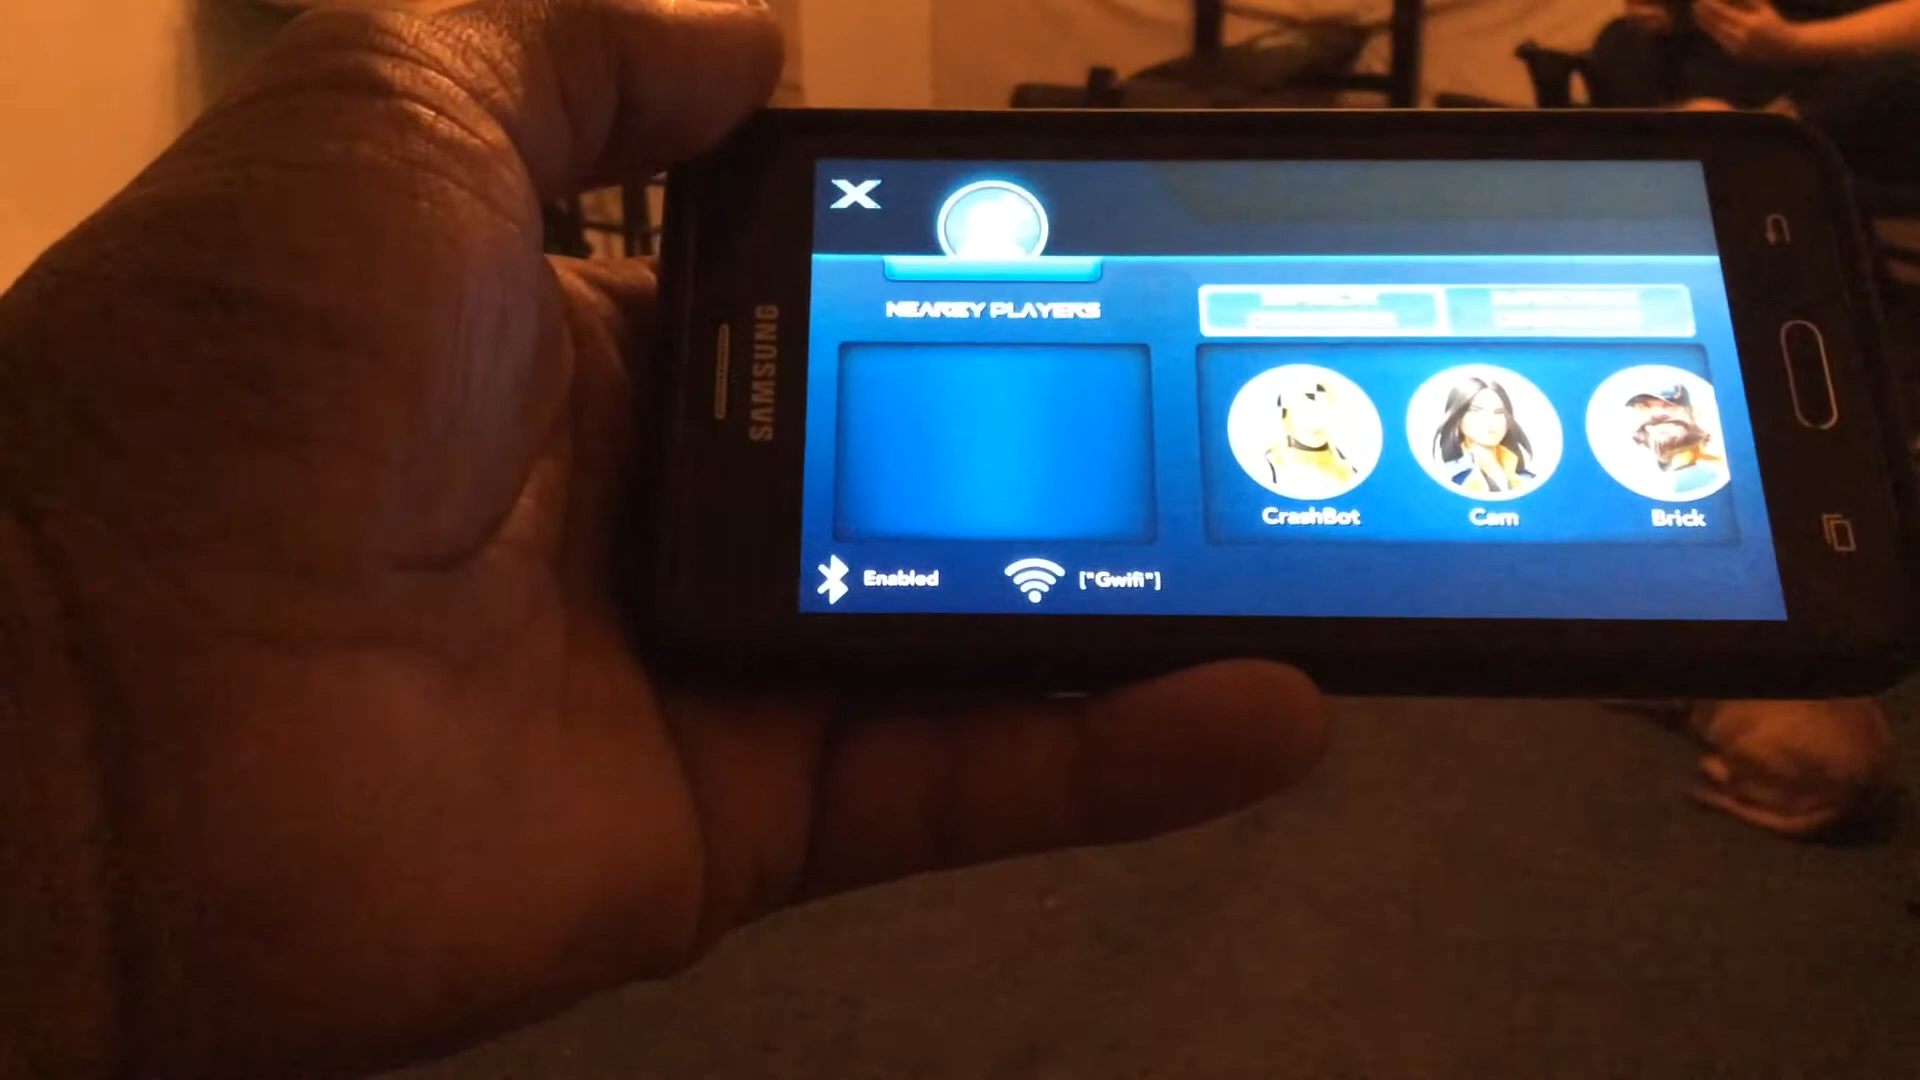 SAMSUNG
NEARBY PLAYERS
CrashBot
Cam
Brick
Enabled
["Gwifi"]